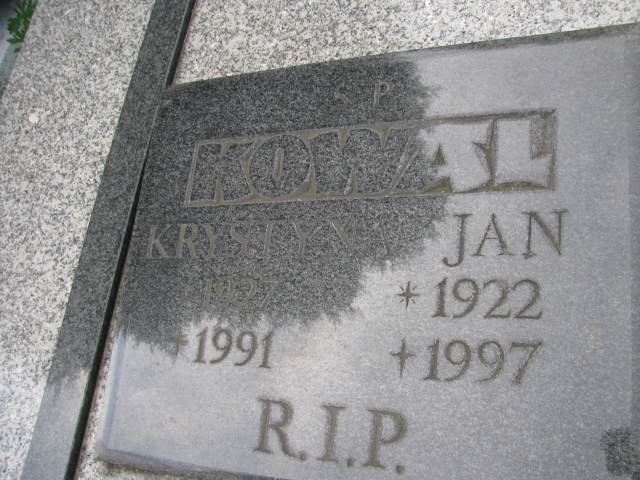 S P
KOWAL
KRYSTYNA JAN
*1927 *1922
+1991 +1997
R.I.P.